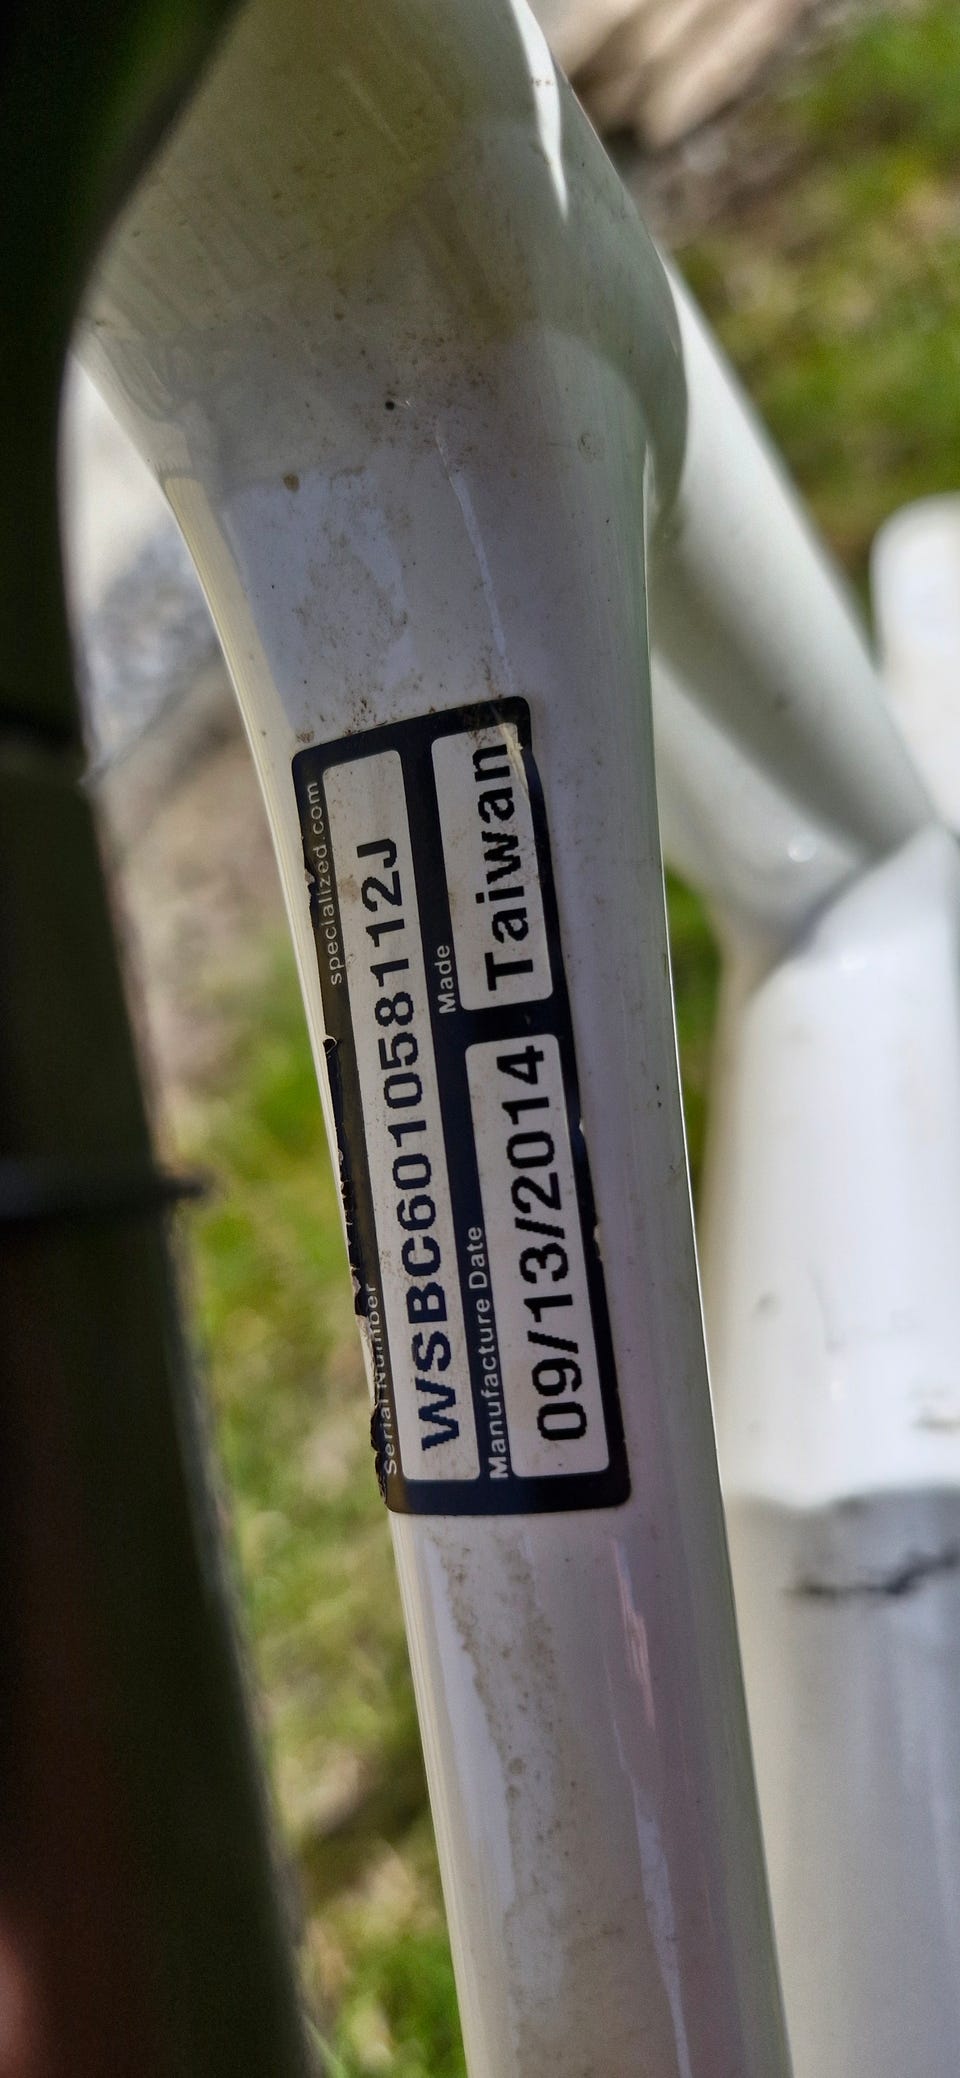 Serial Number specialized.com
WSBC601058112J
Manufacture Date Made
09/13/2014 Taiwan